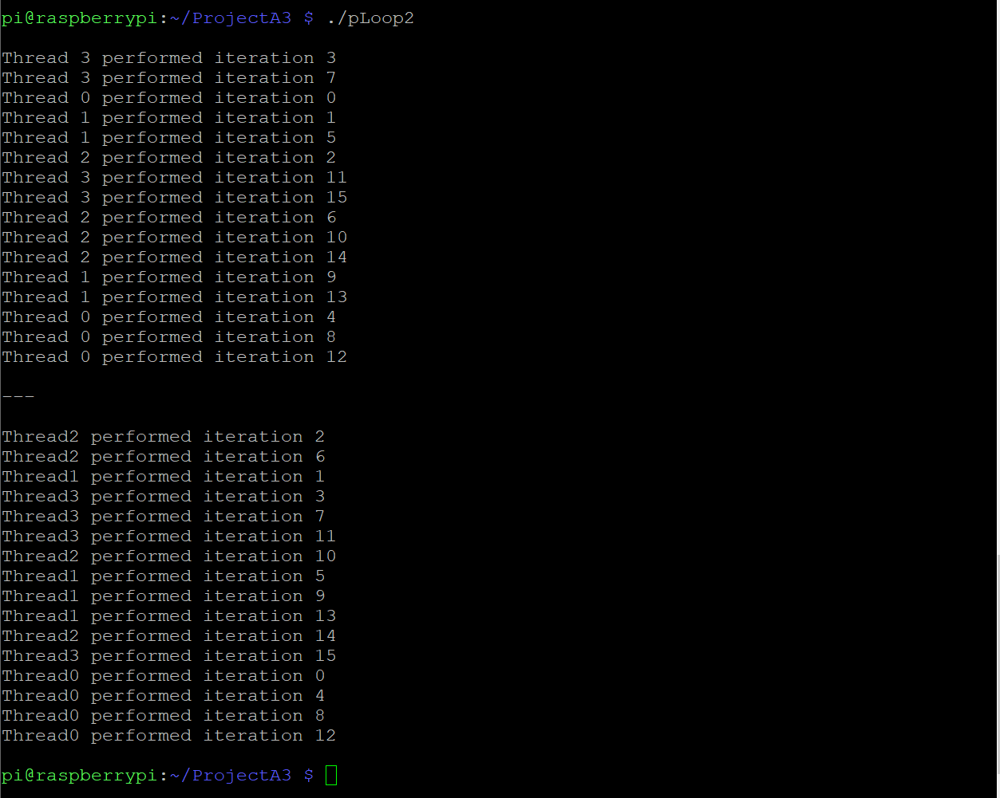 pi@raspberrypi:~/ProjectA3 $ ./pLoop2
Thread 3 performed iteration 3
Thread 3 performed iteration 7
Thread 0 performed iteration 0
Thread 1 performed iteration 1
Thread 1 performed iteration 5
Thread 2 performed iteration 2
Thread 3 performed iteration 11
Thread 3 performed iteration 15
Thread 2 performed iteration 6
Thread 2 performed iteration 10
Thread 2 performed iteration 14
Thread 1 performed iteration 9
Thread 1 performed iteration 13
Thread 0 performed iteration 4
Thread 0 performed iteration 8
Thread 0 performed iteration 12
---
Thread2 performed iteration 2
Thread2 performed iteration 6
Thread1 performed iteration 1
Thread3 performed iteration 3
Thread3 performed iteration 7
Thread3 performed iteration 11
Thread2 performed iteration 10
Thread1 performed iteration 5
Thread1 performed iteration 9
Thread1 performed iteration 13
Thread2 performed iteration 14
Thread3 performed iteration 15
Thread0 performed iteration 0
Thread0 performed iteration 4
Thread0 performed iteration 8
Thread0 performed iteration 12
pi@raspberrypi:~/ProjectA3 $